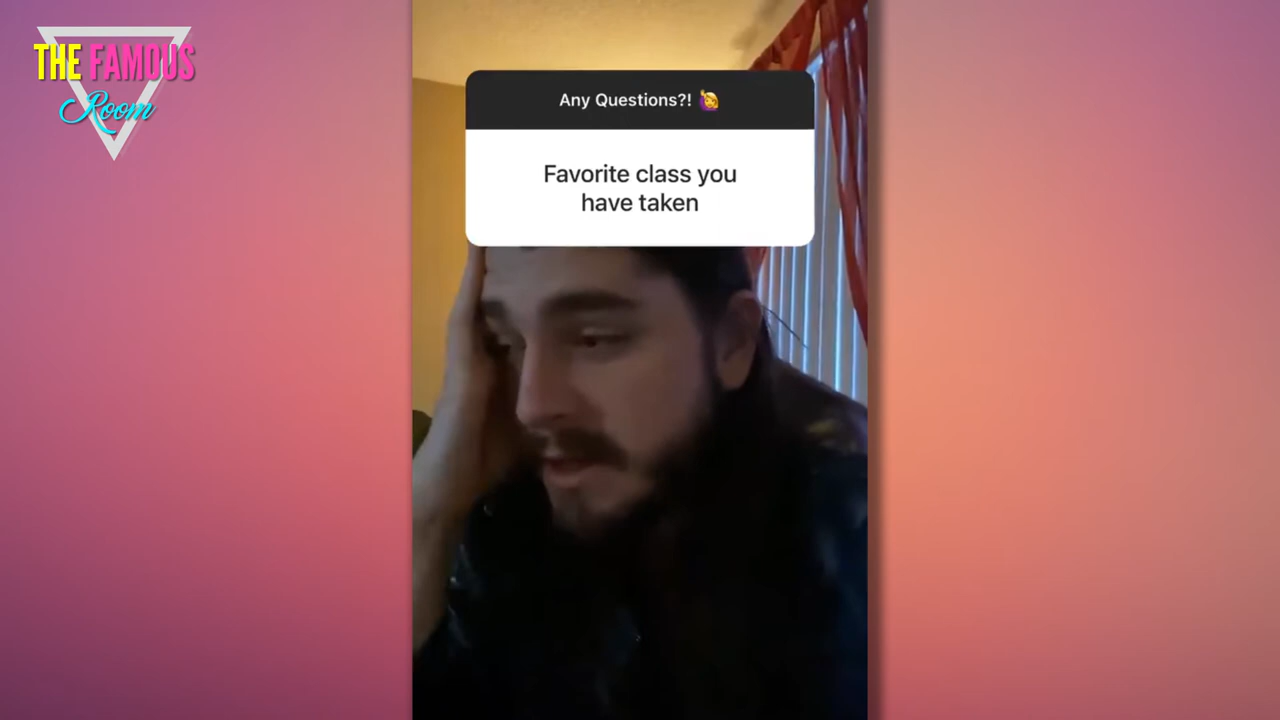 THE FAMOUS
Room
Any Questions?! 🙋
Favorite class you
have taken